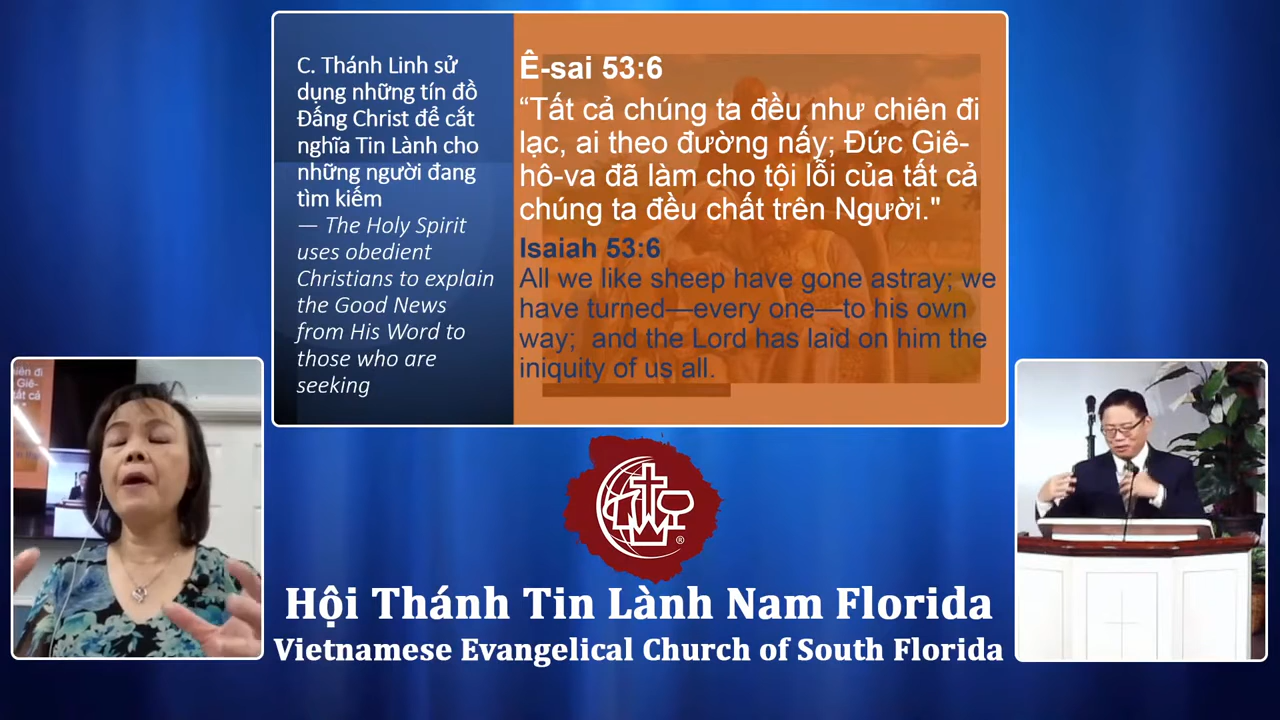 C. Thánh Linh sử
dụng những tín đồ
Đấng Christ để cắt
nghĩa Tin Lành cho
những người đang
tìm kiếm
— The Holy Spirit
uses obedient
Christians to explain
the Good News
from His Word to
those who are
seeking
Ê-sai 53:6
“Tất cả chúng ta đều như chiên đi
lạc, ai theo đường nấy; Đức Giê-
hô-va đã làm cho tội lỗi của tất cả
chúng ta đều chất trên Người."
Isaiah 53:6
All we like sheep have gone astray; we
have turned—every one—to his own
way;  and the Lord has laid on him the
iniquity of us all.
iên đi
Giê-
tất cả
®
Hội Thánh Tin Lành Nam Florida
Vietnamese Evangelical Church of South Florida